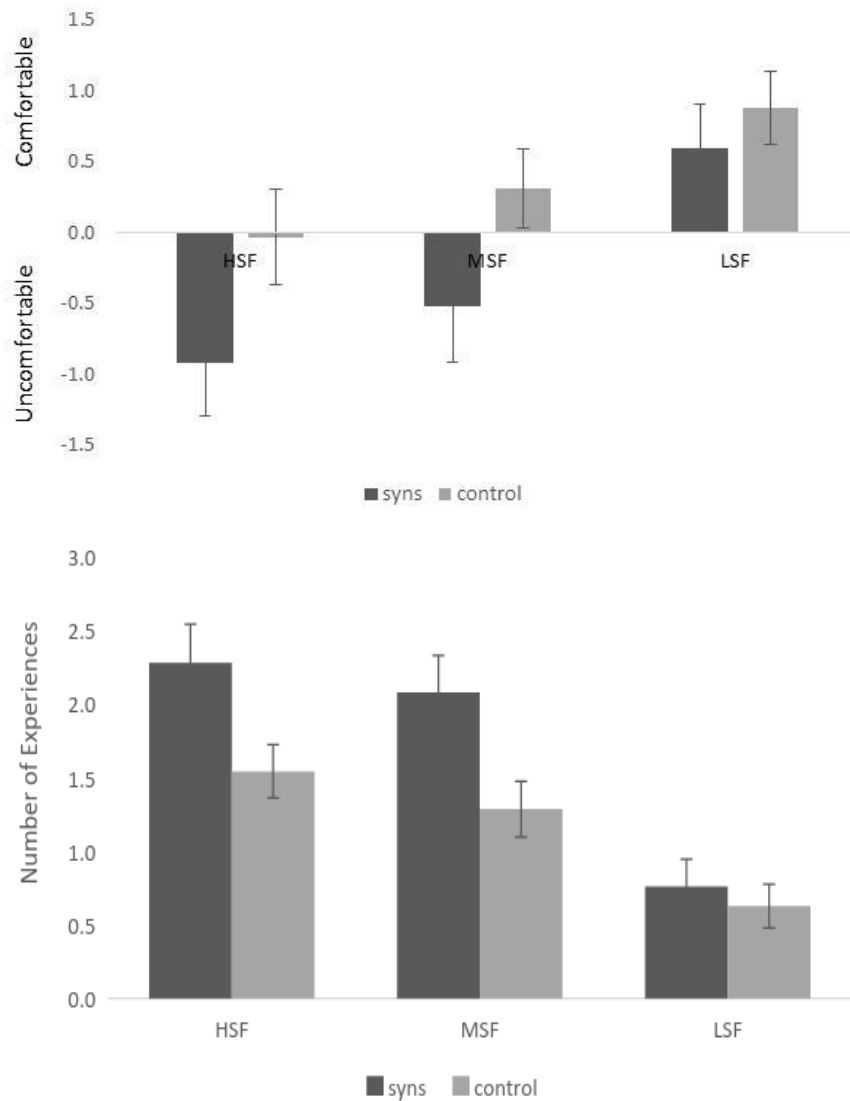 1.5
Comfortable
1.0
0.5
0.0
HSF MSF LSF
-0.5
Uncomfortable
-1.0
-1.5
syns control
3.0
2.5
2.0
Number of Experiences
1.5
1.0
0.5
0.0
HSF MSF LSF
syns control